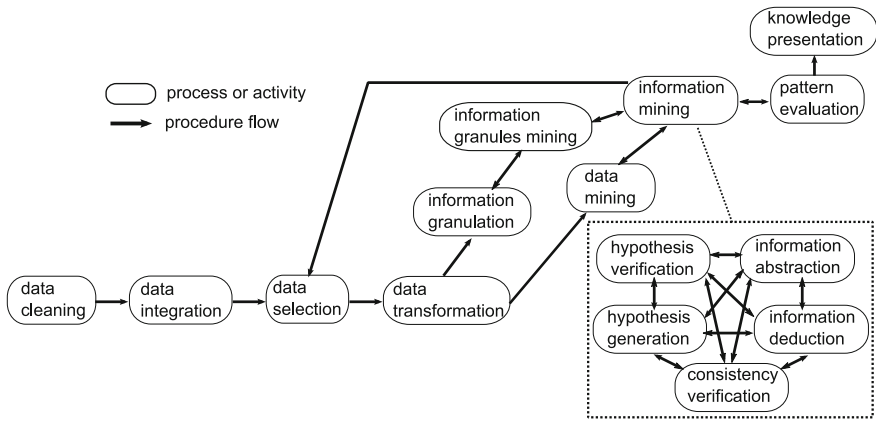 knowledge
presentation
process or activity
procedure flow
information
mining
pattern
evaluation
information
granules mining
data
mining
information
granulation
hypothesis
verification
information
abstraction
data
cleaning
data
integration
data
selection
data
transformation
hypothesis
generation
information
deduction
consistency
verification